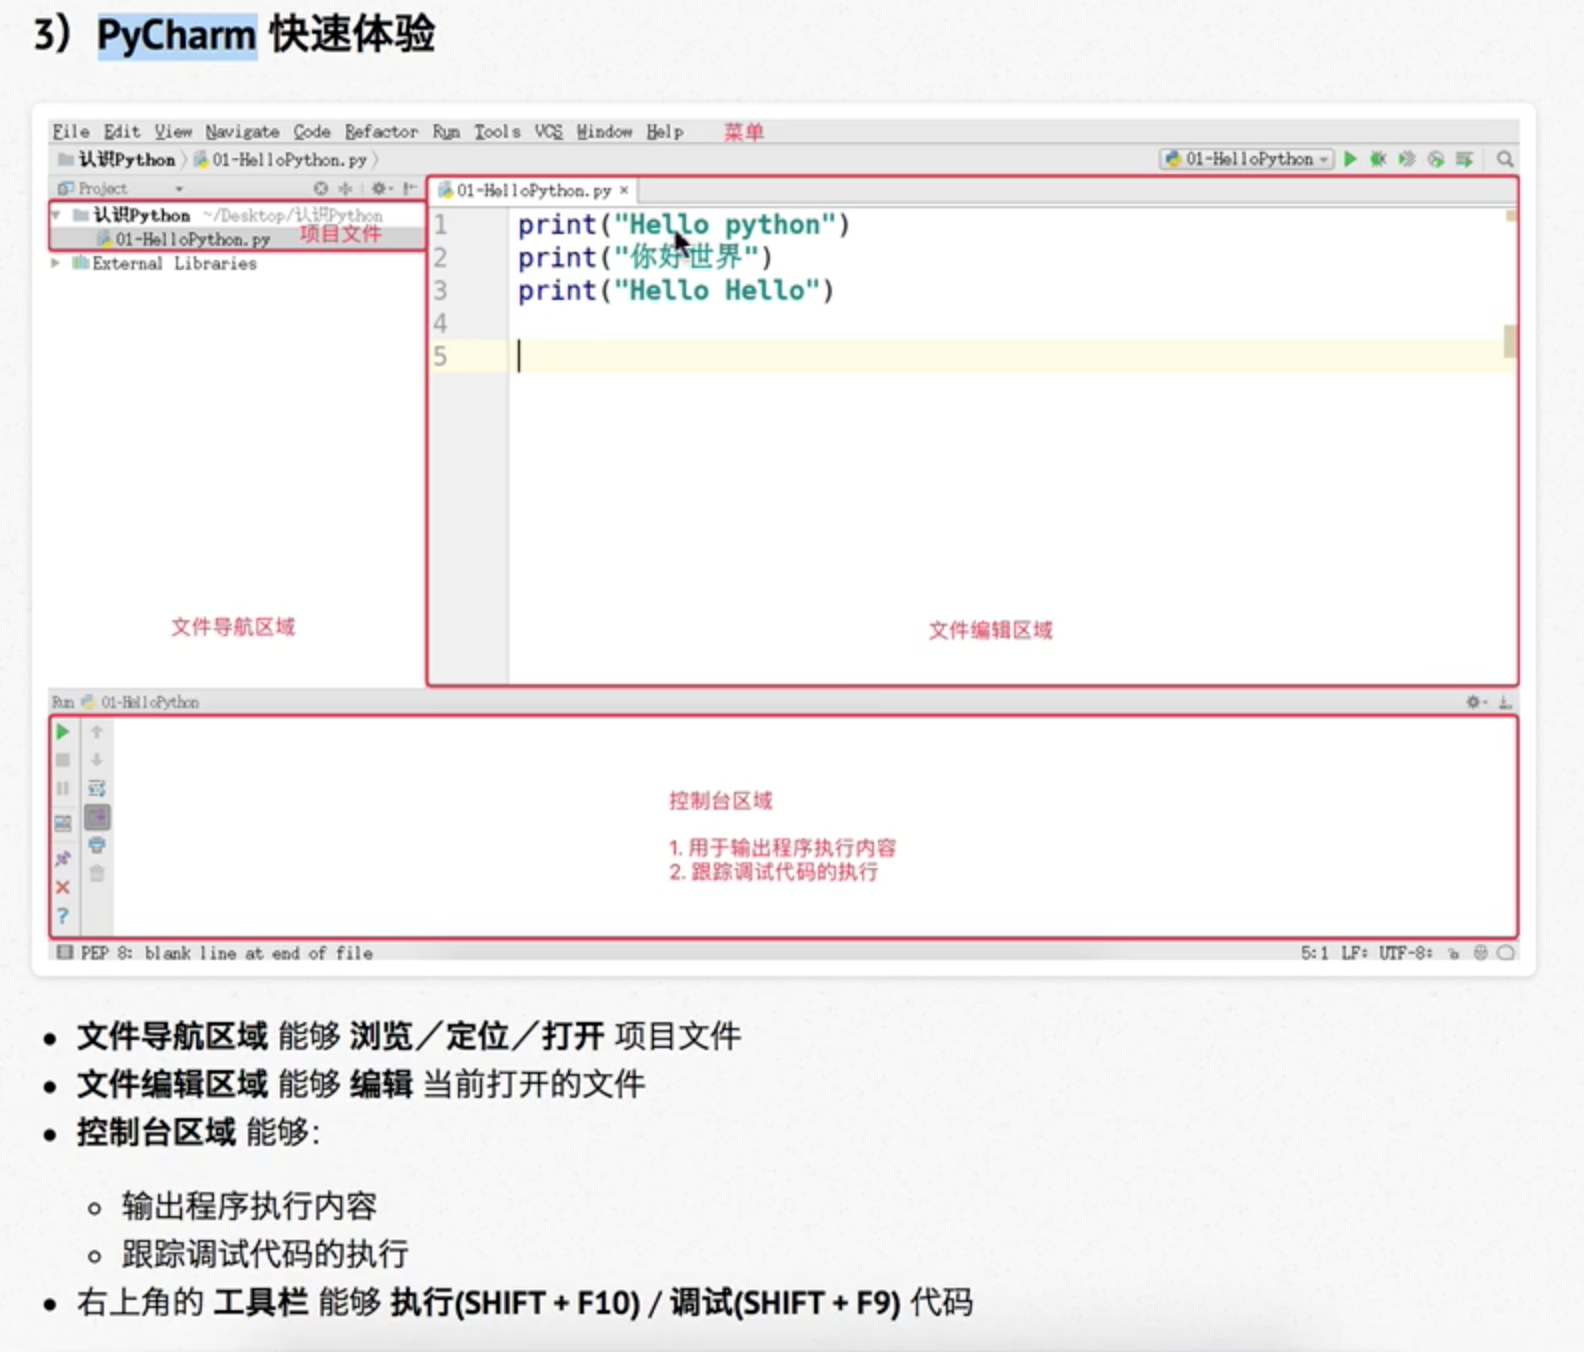 3）PyCharm 快速体验
File Edit View Navigate Code Refactor Run Tools VCS Window Help 菜单
认识Python 01-HelloPython.py
01-HelloPython
Project
01-HelloPython.py ×
认识Python ~/Desktop/认识Python
01-HelloPython.py 项目文件
External Libraries
1 print("Hello python")
2 print("你好世界")
3 print("Hello Hello")
4
5
文件导航区域
文件编辑区域
Run 01-HelloPython
控制台区域
1. 用于输出程序执行内容
2. 跟踪调试代码的执行
?
PEP 8: blank line at end of file
5:1 LF÷ UTF-8÷
• 文件导航区域 能够 浏览／定位／打开 项目文件
• 文件编辑区域 能够 编辑 当前打开的文件
• 控制台区域 能够：
◦ 输出程序执行内容
◦ 跟踪调试代码的执行
• 右上角的 工具栏 能够 执行(SHIFT + F10) / 调试(SHIFT + F9) 代码